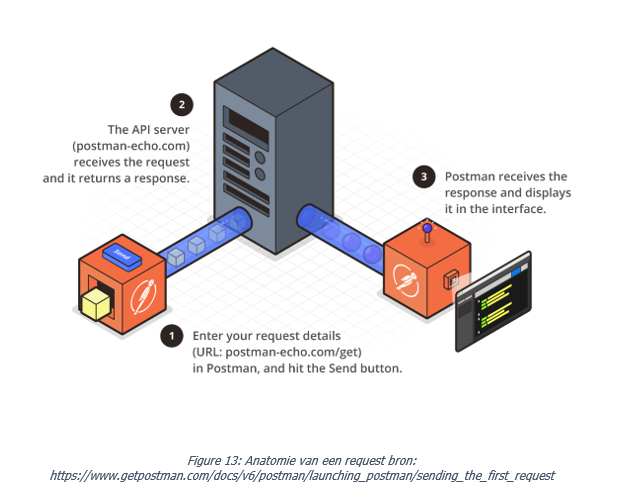 2
The API server
(postman-echo.com)
receives the request
and it returns a response.
3
Postman receives the
response and displays
it in the interface.
Send
1
Enter your request details
(URL: postman-echo.com/get)
in Postman, and hit the Send button.
Figure 13: Anatomie van een request bron:
https://www.getpostman.com/docs/v6/postman/launching_postman/sending_the_first_request